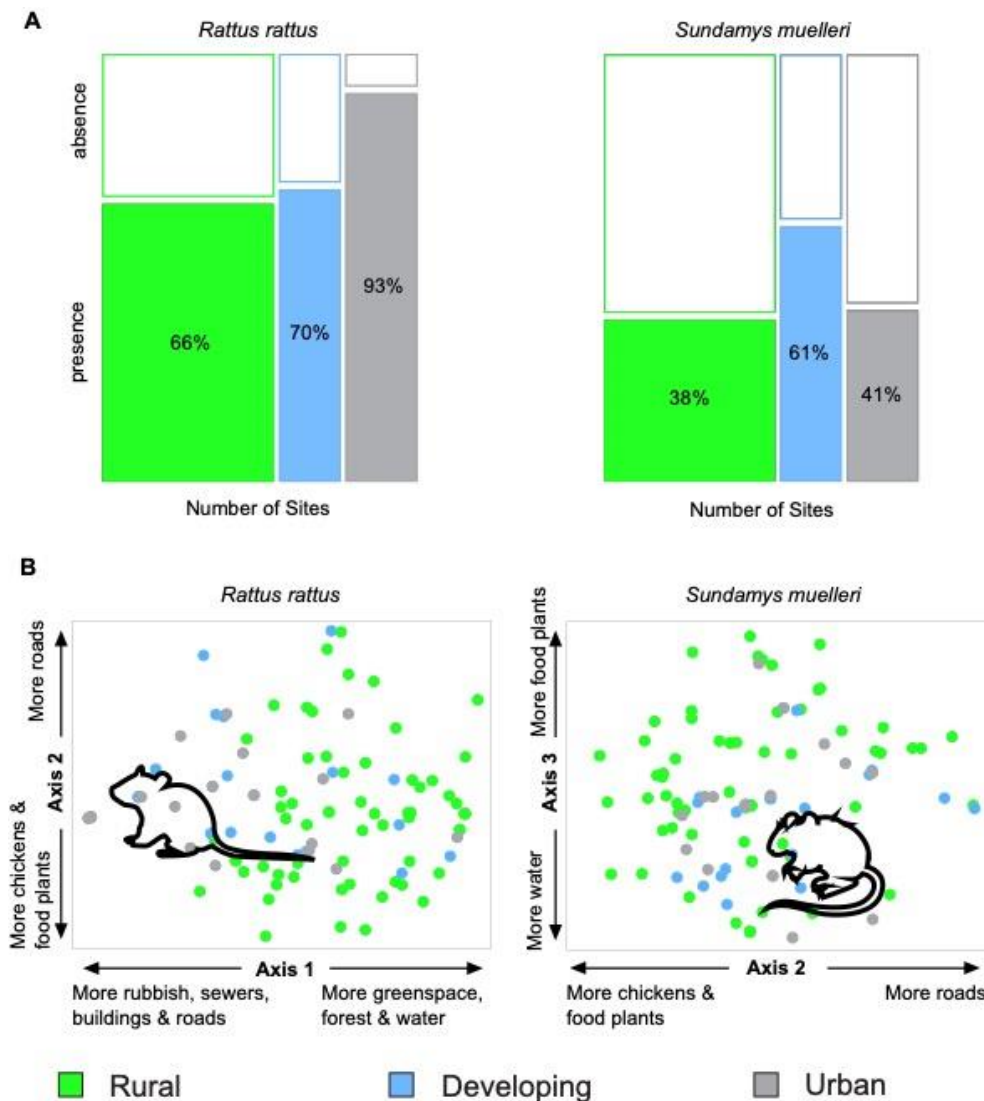 A
Rattus rattus
Sundamys muelleri
absence
presence
66%
70%
93%
38%
61%
41%
Number of Sites
Number of Sites
B
Rattus rattus
Sundamys muelleri
More roads
Axis 2
More chickens &
food plants
More food plants
Axis 3
More water
Axis 1
More rubbish, sewers,
buildings & roads
More greenspace,
forest & water
Axis 2
More chickens &
food plants
More roads
Rural
Developing
Urban